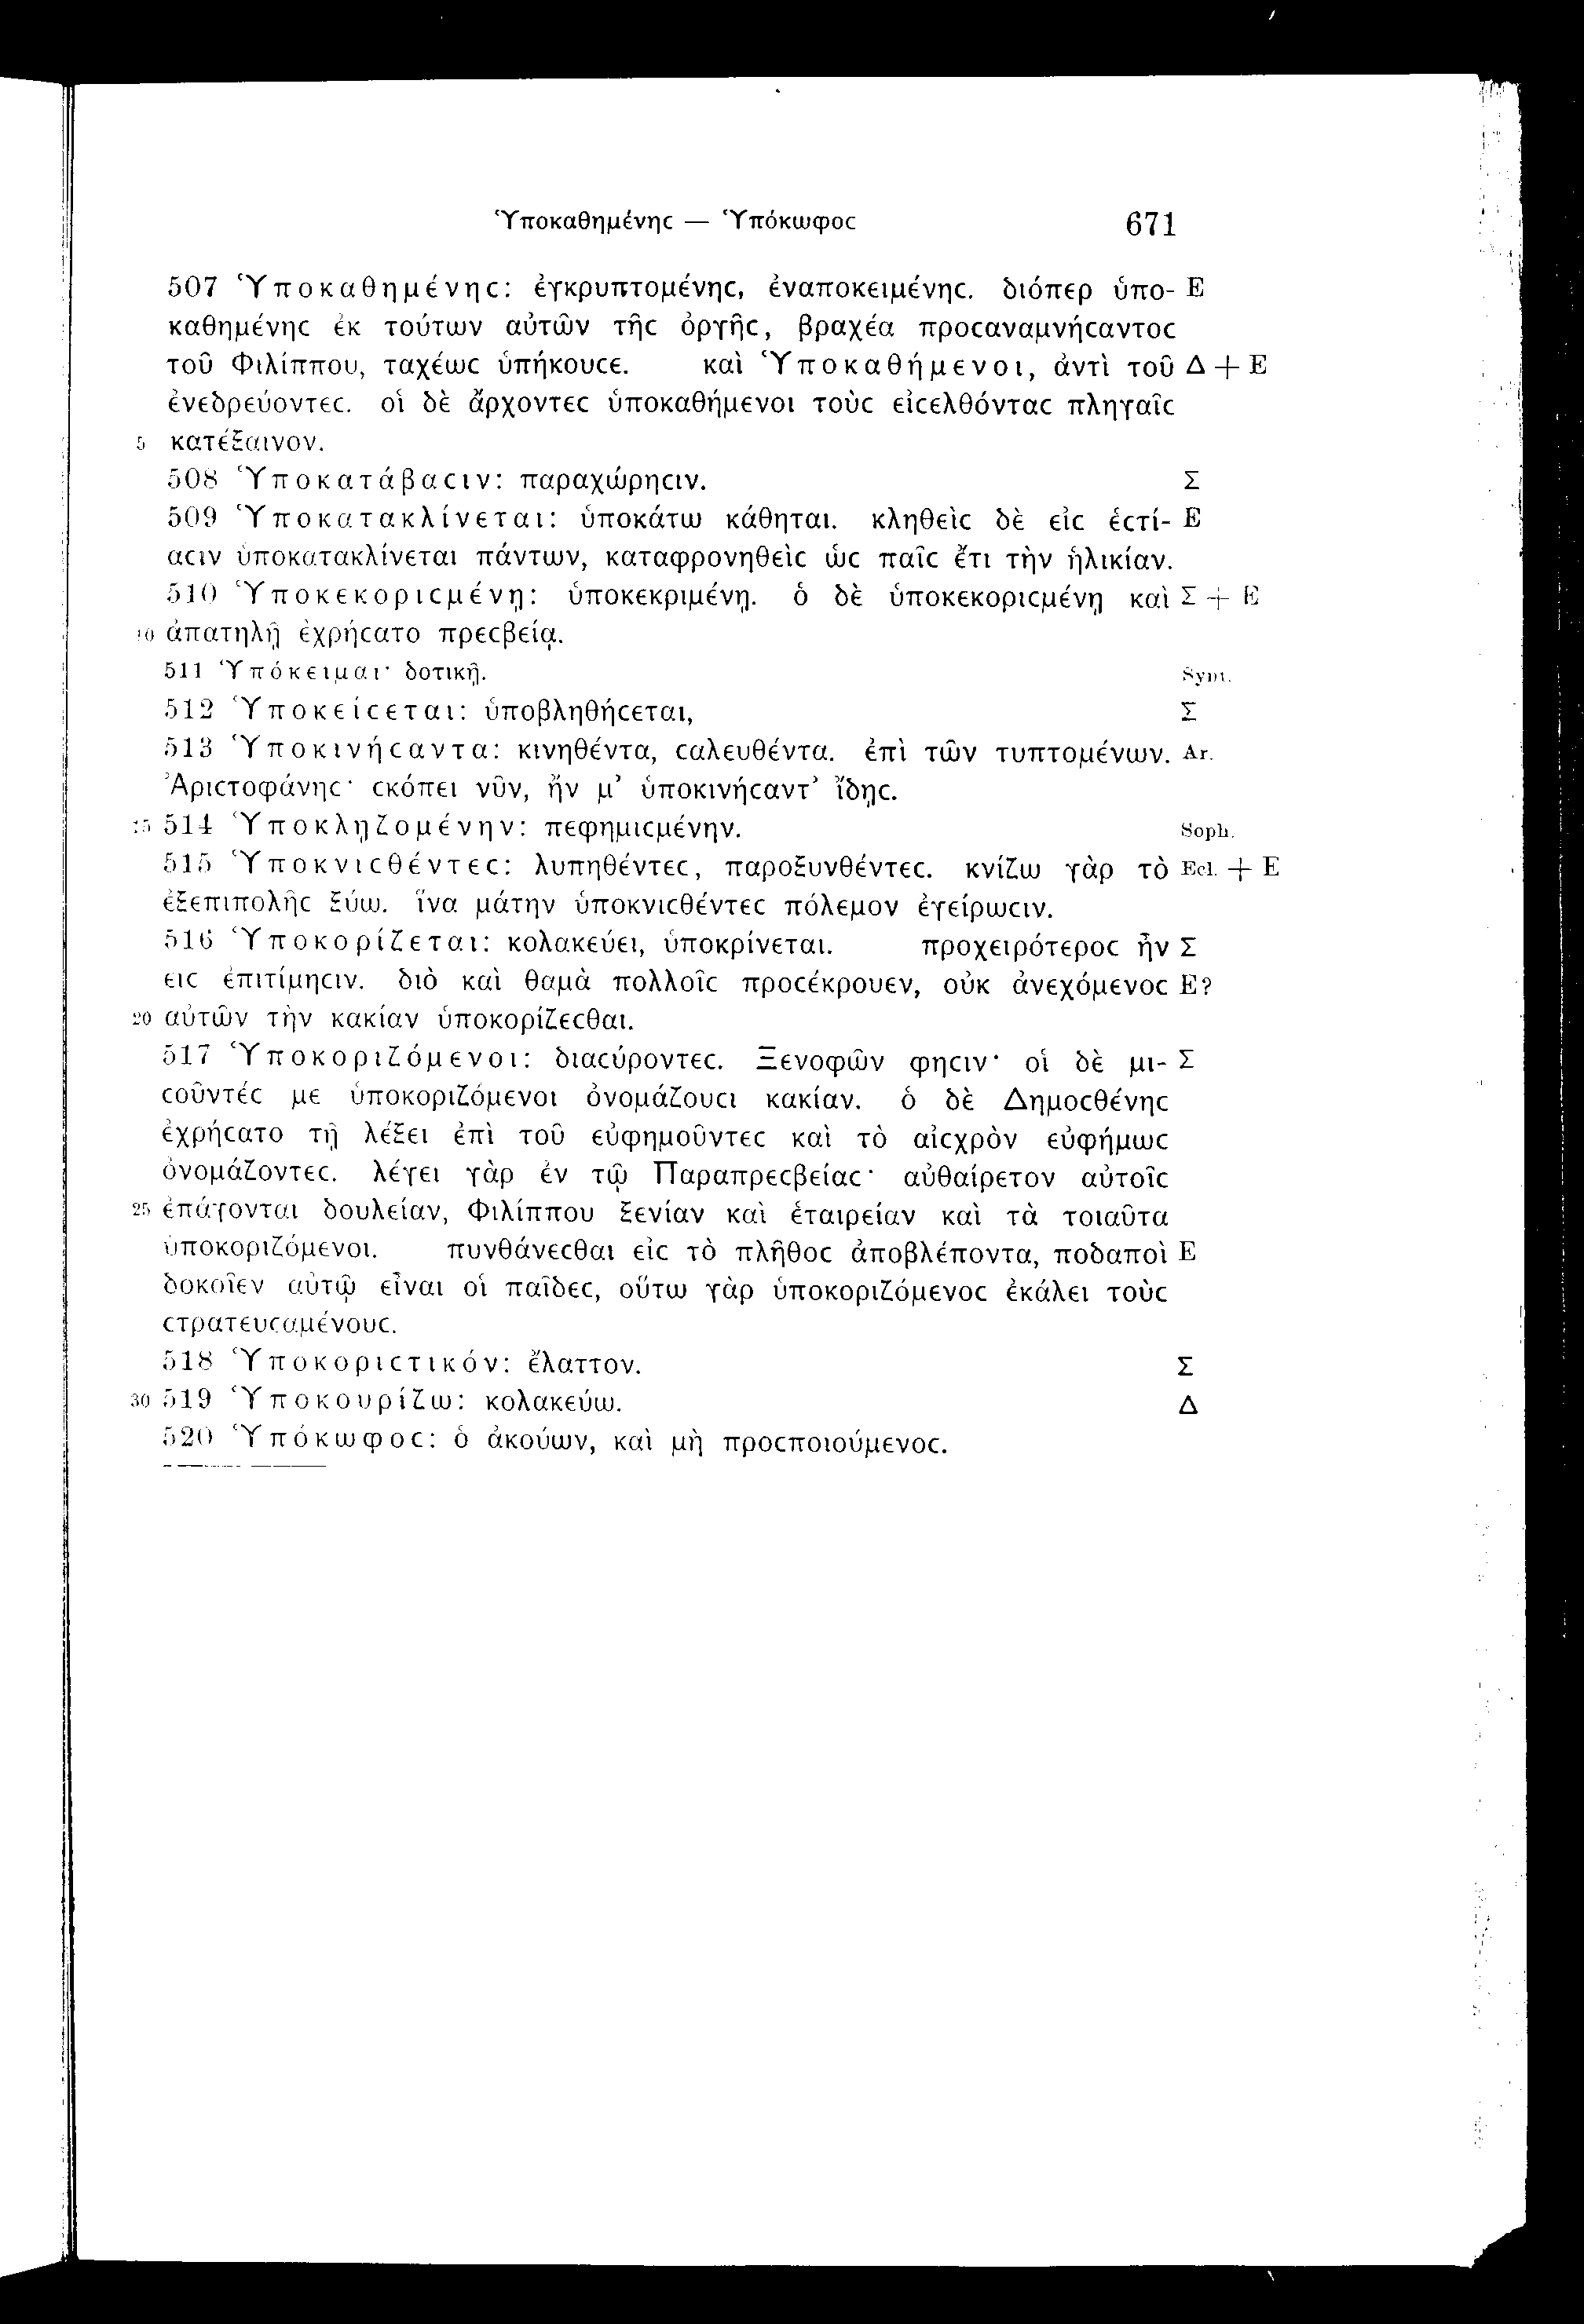 Ὑποκαθημένηϲ — Ὑπόκωφοϲ 671
507 Ὑποκαθημένηϲ: ἐγκρυπτομένηϲ, ἐναποκειμένηϲ. διόπερ ὑπο- E
καθημένηϲ ἐκ τούτων αὐτῶν τῆϲ ὀργῆϲ, βραχέα προϲαναμνήϲαντοϲ
τοῦ Φιλίππου, ταχέωϲ ὑπήκουϲε. καὶ Ὑποκαθήμενοι, ἀντὶ τοῦ Δ + E
ἐνεδρεύοντεϲ. οἱ δὲ ἄρχοντεϲ ὑποκαθήμενοι τοὺϲ εἰϲελθόνταϲ πληγαῖϲ
5 κατέξαινον.
508 Ὑποκατάβαϲιν: παραχώρηϲιν. Σ
509 Ὑποκατακλίνεται: ὑποκάτω κάθηται. κληθεὶϲ δὲ εἰϲ ἑϲτί- E
αϲιν ὑποκατακλίνεται πάντων, καταφρονηθεὶϲ ὡϲ παῖϲ ἔτι τὴν ἡλικίαν.
510 Ὑποκεκοριϲμένῃ: ὑποκεκριμένῃ. ὁ δὲ ὑποκεκοριϲμένῃ καὶ Σ + E
10 ἀπατηλῇ ἐχρήϲατο πρεϲβείᾳ.
511 Ὑπόκειμαι· δοτικῇ. Synt.
512 Ὑποκείϲεται: ὑποβληθήϲεται, Σ
513 Ὑποκινήϲαντα: κινηθέντα, ϲαλευθέντα. ἐπὶ τῶν τυπτομένων. Ar.
Ἀριϲτοφάνηϲ· ϲκόπει νῦν, ἤν μ’ ὑποκινήϲαντ’ ἴδῃϲ.
15 514 Ὑποκληζομένην: πεφημιϲμένην. Soph.
515 Ὑποκνιϲθέντεϲ: λυπηθέντεϲ, παροξυνθέντεϲ. κνίζω γὰρ τὸ Ecl. + E
ἐξεπιπολῆϲ ξύω. ἵνα μάτην ὑποκνιϲθέντεϲ πόλεμον ἐγείρωϲιν.
516 Ὑποκορίζεται: κολακεύει, ὑποκρίνεται. προχειρότεροϲ ἦν Σ
εἰϲ ἐπιτίμηϲιν. διὸ καὶ θαμὰ πολλοῖϲ προϲέκρουεν, οὐκ ἀνεχόμενοϲ E?
20 αὐτῶν τὴν κακίαν ὑποκορίζεϲθαι.
517 Ὑποκοριζόμενοι: διαϲύροντεϲ. Ξενοφῶν φηϲιν· οἱ δὲ μι- Σ
ϲοῦντέϲ με ὑποκοριζόμενοι ὀνομάζουϲι κακίαν. ὁ δὲ Δημοϲθένηϲ
ἐχρήϲατο τῇ λέξει ἐπὶ τοῦ εὐφημοῦντεϲ καὶ τὸ αἰϲχρὸν εὐφήμωϲ
ὀνομάζοντεϲ. λέγει γὰρ ἐν τῷ Παραπρεϲβείαϲ· αὐθαίρετον αὑτοῖϲ
25 ἐπάγονται δουλείαν, Φιλίππου ξενίαν καὶ ἑταιρείαν καὶ τὰ τοιαῦτα
ὑποκοριζόμενοι. πυνθάνεϲθαι εἰϲ τὸ πλῆθοϲ ἀποβλέποντα, ποδαποὶ E
δοκοῖεν αὐτῷ εἶναι οἱ παῖδεϲ, οὕτω γὰρ ὑποκοριζόμενοϲ ἐκάλει τοὺϲ
ϲτρατευϲαμένουϲ.
518 Ὑποκοριϲτικόν: ἔλαττον. Σ
30 519 Ὑποκουρίζω: κολακεύω. Δ
520 Ὑπόκωφοϲ: ὁ ἀκούων, καὶ μὴ προϲποιούμενοϲ.